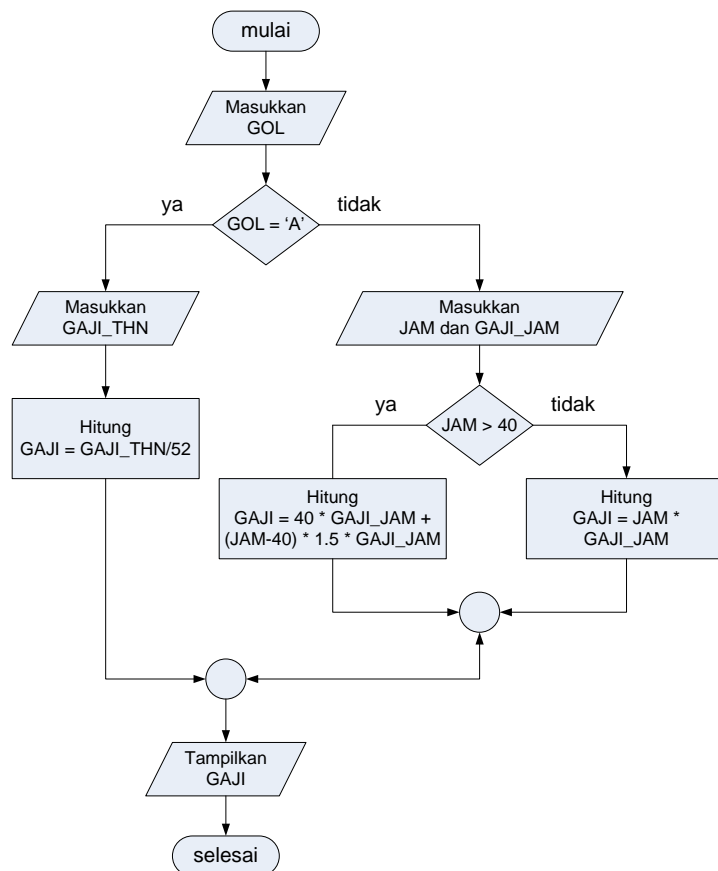 mulai
Masukkan
GOL
ya
GOL = ‘A’
tidak
Masukkan
GAJI_THN
Hitung
GAJI = GAJI_THN/52
Masukkan
JAM dan GAJI_JAM
ya
JAM > 40
tidak
Hitung
GAJI = 40 * GAJI_JAM +
(JAM-40) * 1.5 * GAJI_JAM
Hitung
GAJI = JAM *
GAJI_JAM
Tampilkan
GAJI
selesai